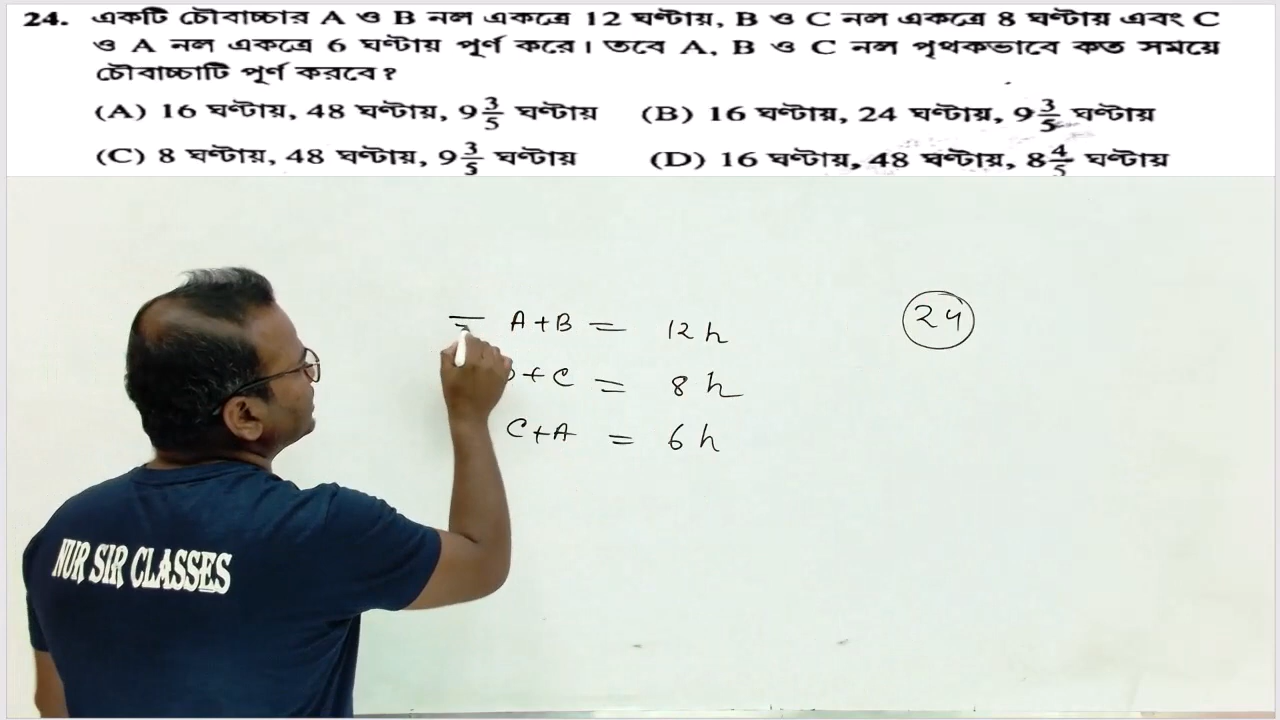 24. একটি চৌবাচ্চার A ও B নল একত্রে 12 ঘণ্টায়, B ও C নল একত্রে 8 ঘণ্টায় এবং C
ও A নল একত্রে 6 ঘণ্টায় পূর্ণ করে। তবে A, B ও C নল পৃথকভাবে কত সময়ে
চৌবাচ্চাটি পূর্ণ করবে?
(A) 16 ঘণ্টায়, 48 ঘণ্টায়, 9 3/5 ঘণ্টায় (B) 16 ঘণ্টায়, 24 ঘণ্টায়, 9 3/5 ঘণ্টায়
(C) 8 ঘণ্টায়, 48 ঘণ্টায়, 9 3/5 ঘণ্টায় (D) 16 ঘণ্টায়, 48 ঘণ্টায়, 8 4/5 ঘণ্টায়
A+B = 12 h
24
+ C = 8 h
C+A = 6 h
NUR SIR CLASSES